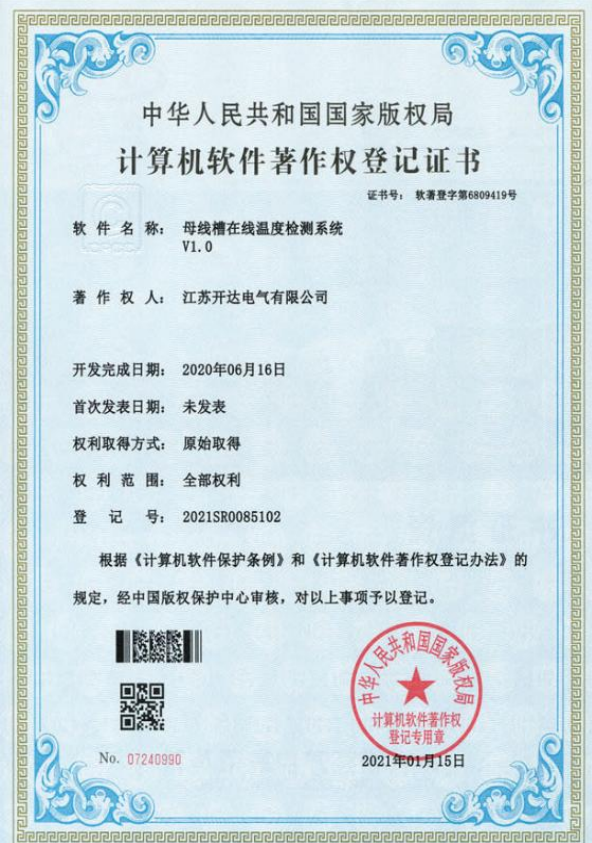 中华人民共和国国家版权局
计算机软件著作权登记证书
证书号： 软著登字第6809419号
软件名称： 母线槽在线温度检测系统
V1.0
著作权人： 江苏开达电气有限公司
开发完成日期： 2020年06月16日
首次发表日期： 未发表
权利取得方式： 原始取得
权利范围： 全部权利
登记号： 2021SR0085102
根据《计算机软件保护条例》和《计算机软件著作权登记办法》的
规定，经中国版权保护中心审核，对以上事项予以登记。
中华人民共和国国家版权局
计算机软件著作权
登记专用章
No. 07240990
2021年01月15日